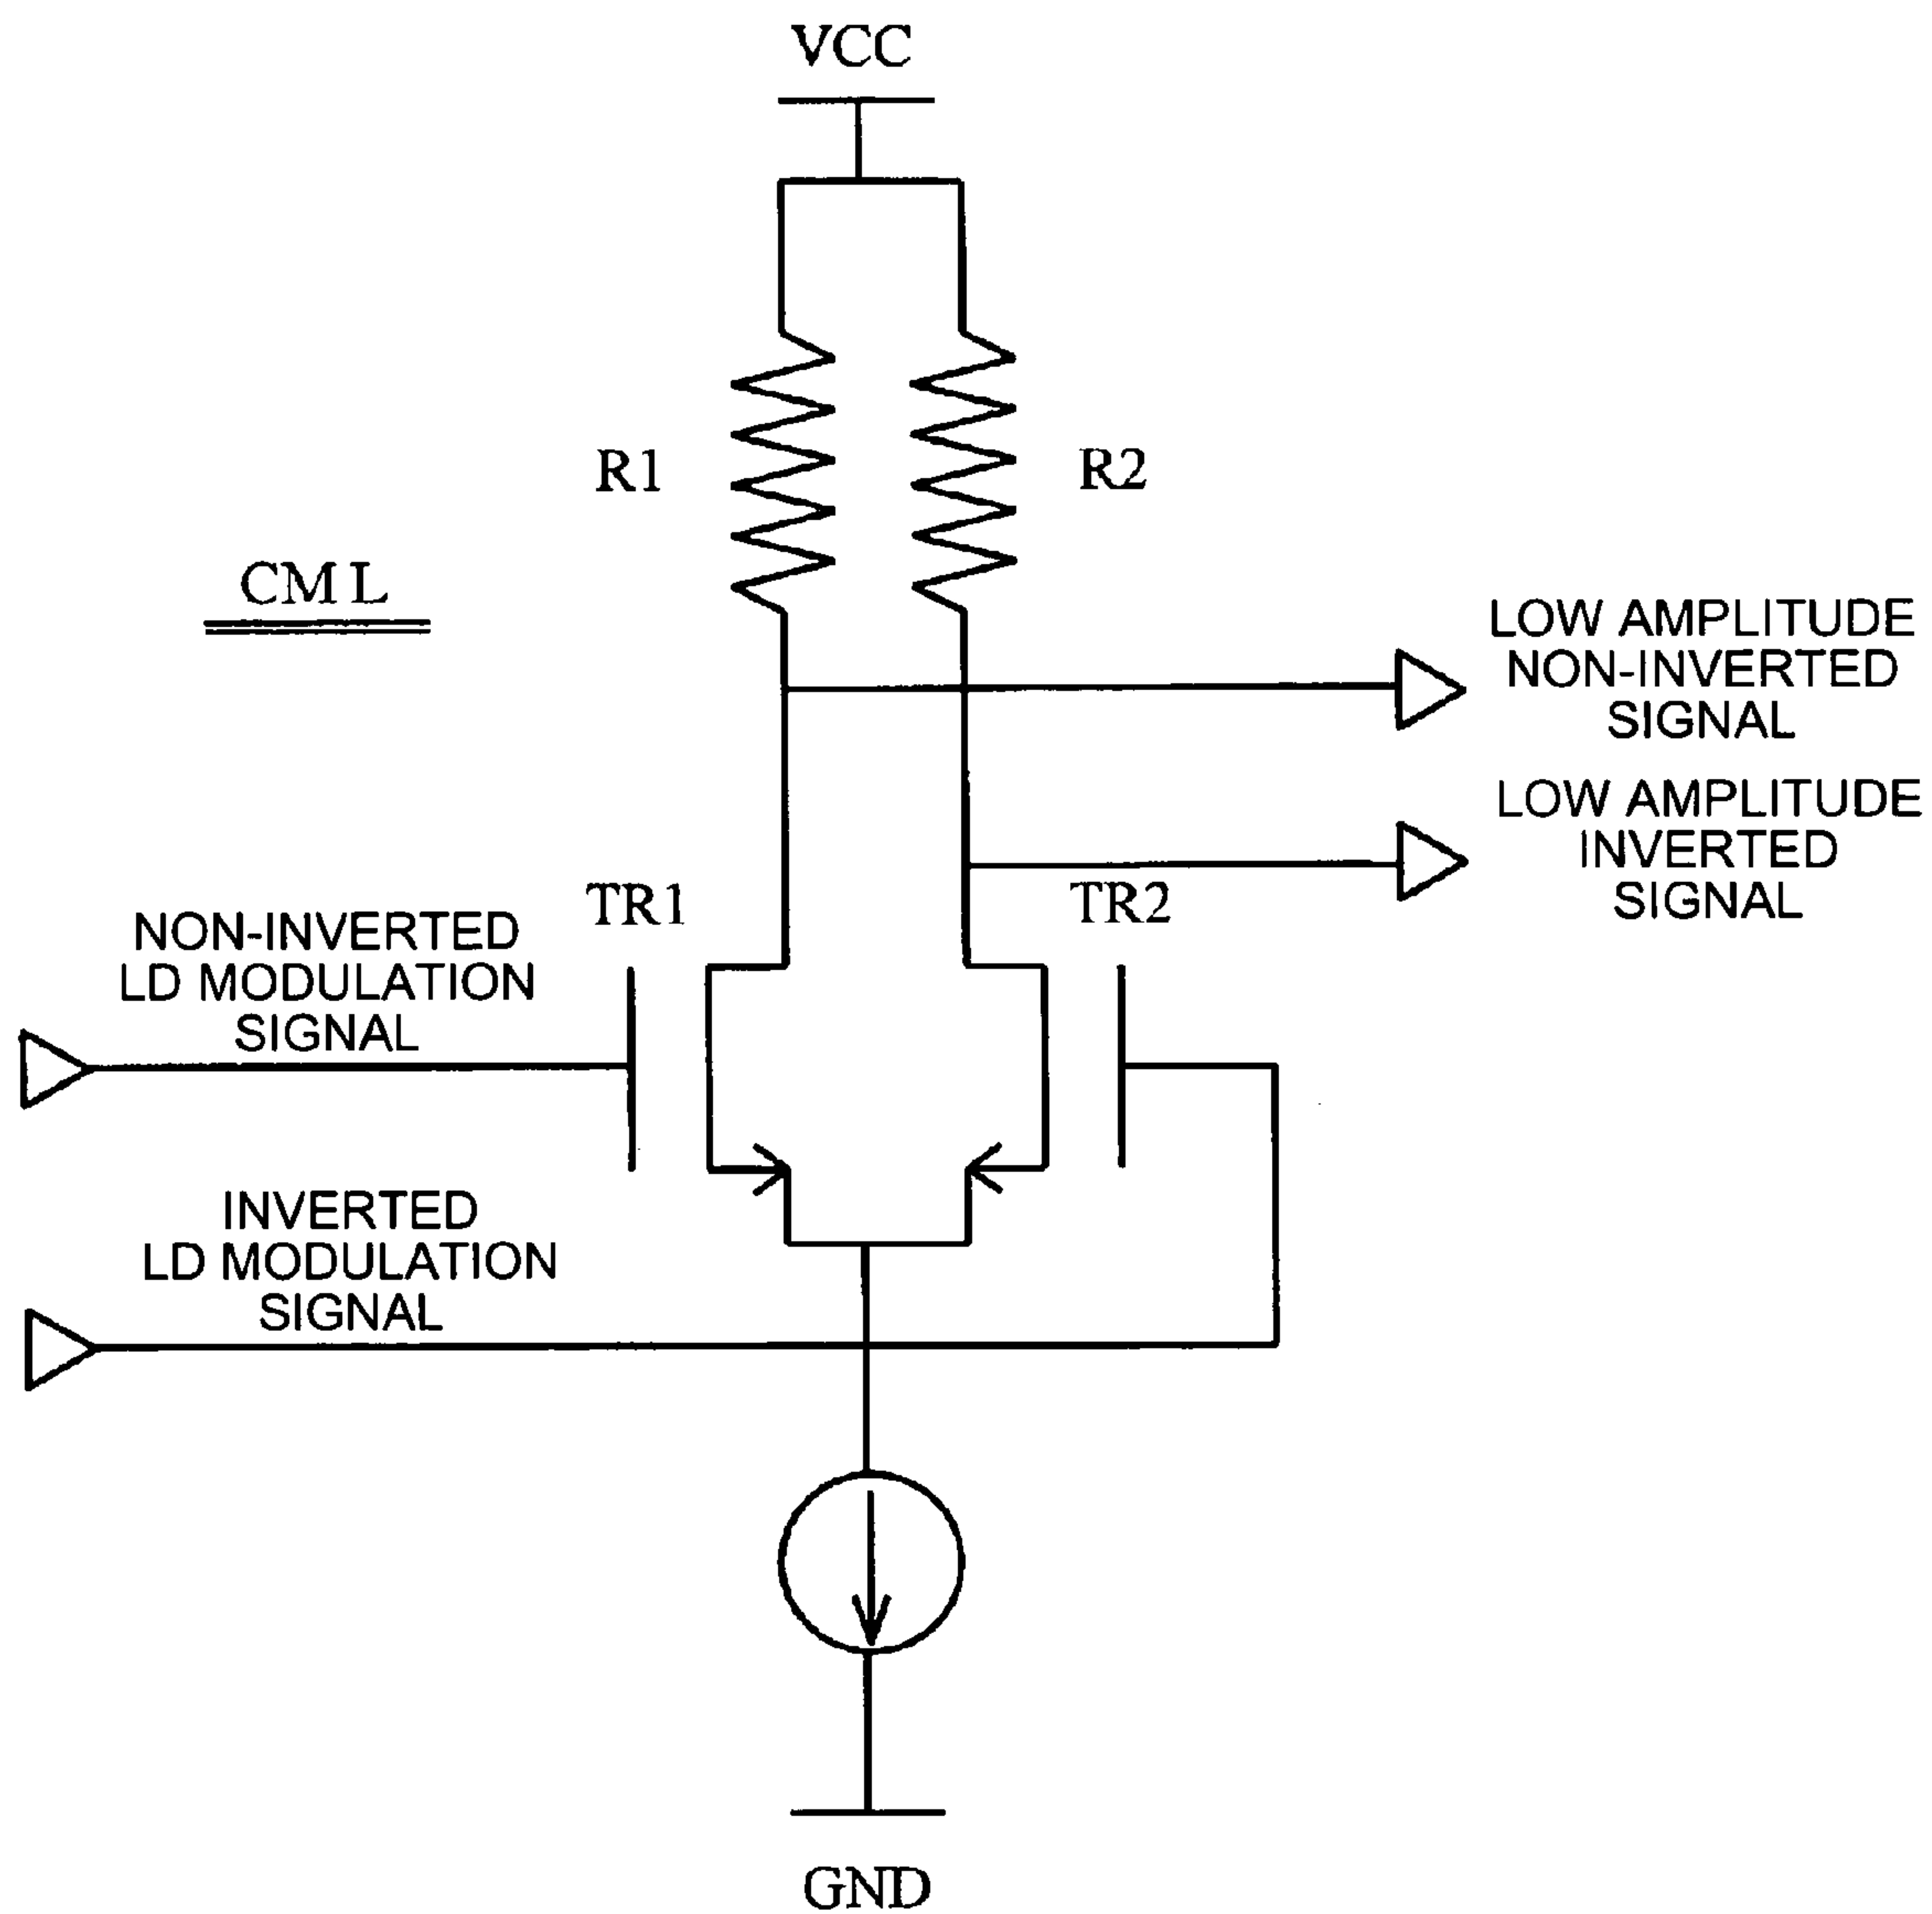 VCC
R1
R2
CML
LOW AMPLITUDE
NON-INVERTED
SIGNAL
LOW AMPLITUDE
INVERTED
SIGNAL
TR1
TR2
NON-INVERTED
LD MODULATION
SIGNAL
INVERTED
LD MODULATION
SIGNAL
GND